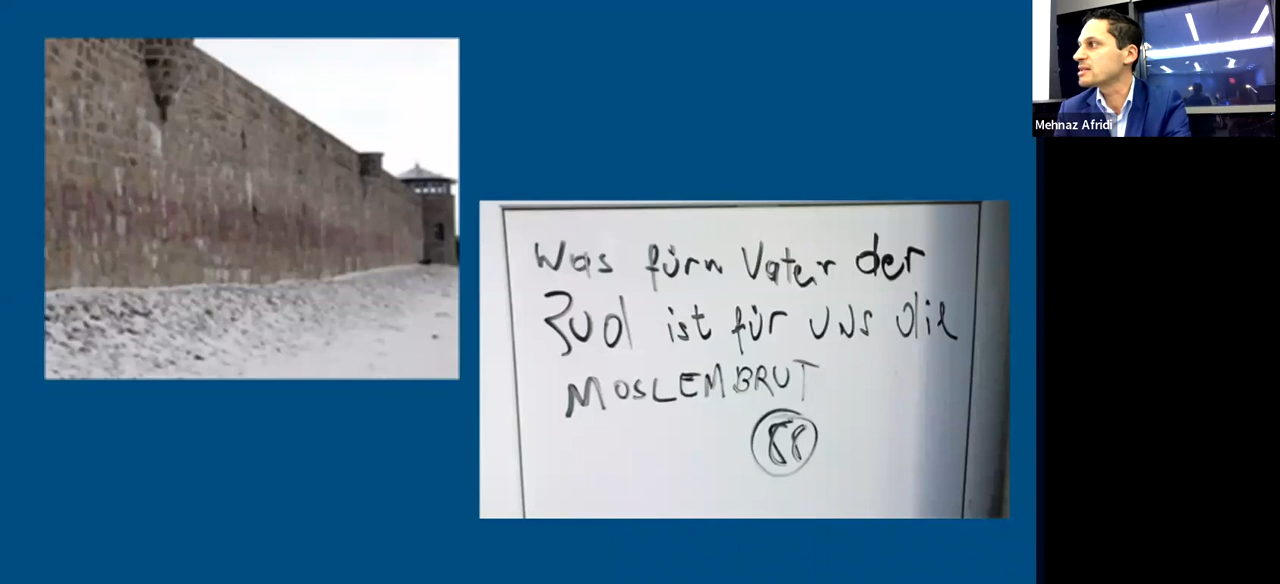 Mehnaz Afridi
Was fürn Vater der
Jud ist für UNS die
MOSLEMBRUT
88